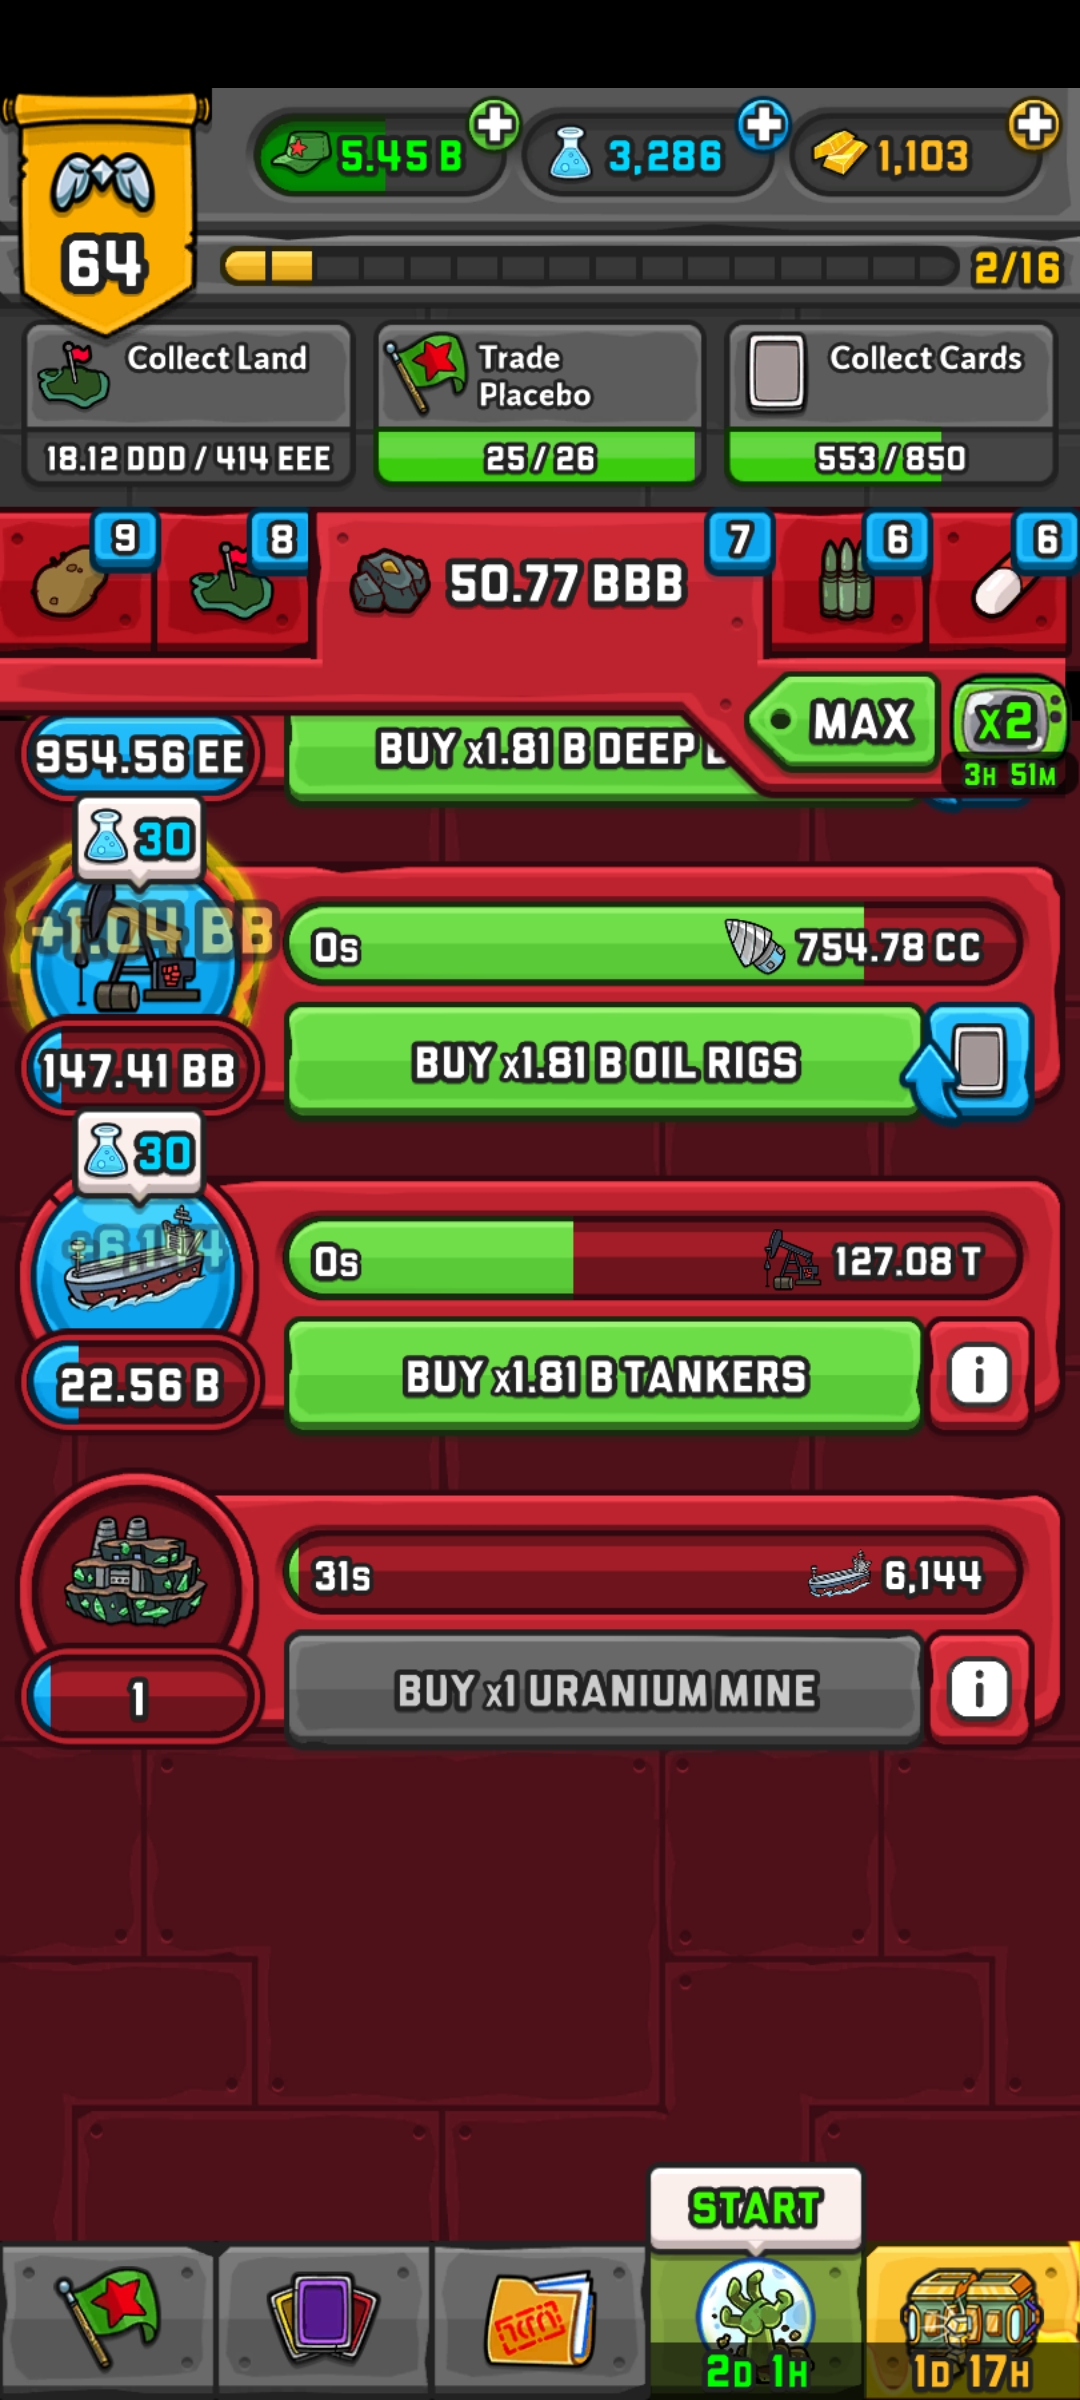 64
5.45 B
3,286
1,103
2/16
Collect Land
18.12 DDD / 414 EEE
Trade
Placebo
25 / 26
Collect Cards
553 / 850
9
8
50.77 BBB
7
6
6
MAX
x2
3H 51M
954.56 EE
BUY x1.81 B DEEP
30
+1.04 BB
0s
754.78 CC
147.41 BB
BUY x1.81 B OIL RIGS
30
+6,144
0s
127.08 T
22.56 B
BUY x1.81 B TANKERS
i
31s
6,144
1
BUY x1 URANIUM MINE
i
START
2D 1H
1D 17H